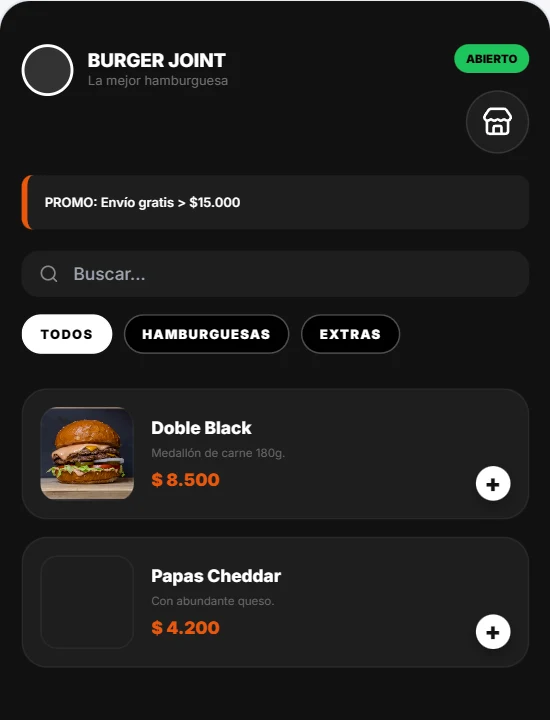 BURGER JOINT
La mejor hamburguesa
ABIERTO
PROMO: Envío gratis > $15.000
Buscar...
TODOS
HAMBURGUESAS
EXTRAS
Doble Black
Medallón de carne 180g.
$ 8.500
+
Papas Cheddar
Con abundante queso.
$ 4.200
+